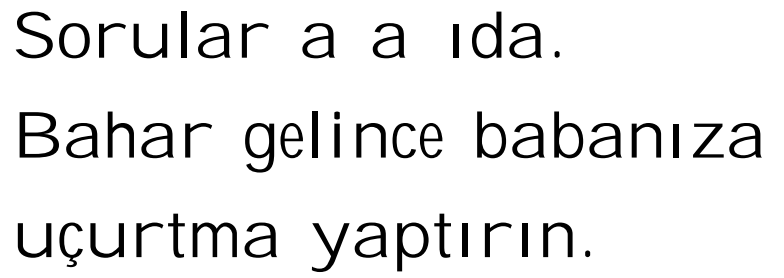 Sorular a a ıda.
Bahar gelince babanıza
uçurtma yaptırın.